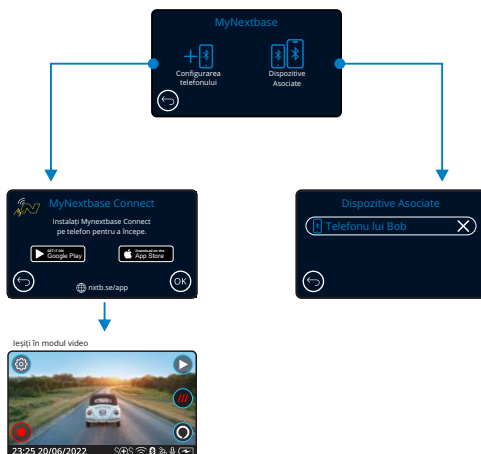 MyNextbase
Configurarea
telefonului
Dispozitive
Asociate
MyNextbase Connect
Instalați Mynextbase Connect
pe telefon pentru a începe.
GET IT ON
Google Play
Download on the
App Store
nxtb.se/app
OK
Dispozitive Asociate
Telefonu lui Bob
Ieșiți în modul video
23:25 20/06/2022
SOS